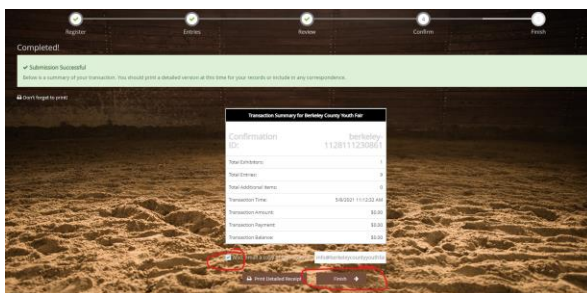 Register
Entries
Review
Confirm
Finish
Completed!
✔ Submission Successful
Below is a summary of your transaction. You should print a detailed version at this time for your records or include in any correspondence.
Don't forget to print!
Transaction Summary for Berkeley County Youth Fair
Confirmation ID: berkeley-1128111230861
Total Exhibitors: 1
Total Entries: 9
Total Additional Items: 0
Transaction Time: 5/6/2021 11:12:32 AM
Transaction Amount: $0.00
Transaction Payment: $0.00
Transaction Balance: $0.00
Print Detailed Receipt
Finish